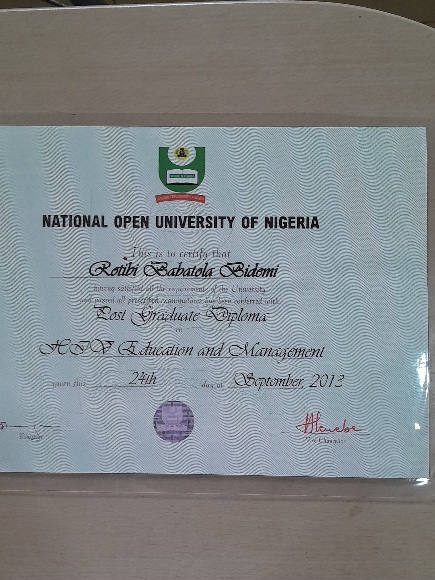 NATIONAL OPEN UNIVERSITY OF NIGERIA
This is to certify that
Rotibi Babatola Bidemi
having satisfied all the requirements of the University
and passed all prescribed examinations has been conferred with
Post Graduate Diploma
in
HIV Education and Management
given this 24th day of September, 2013
Registrar
Vice Chancellor